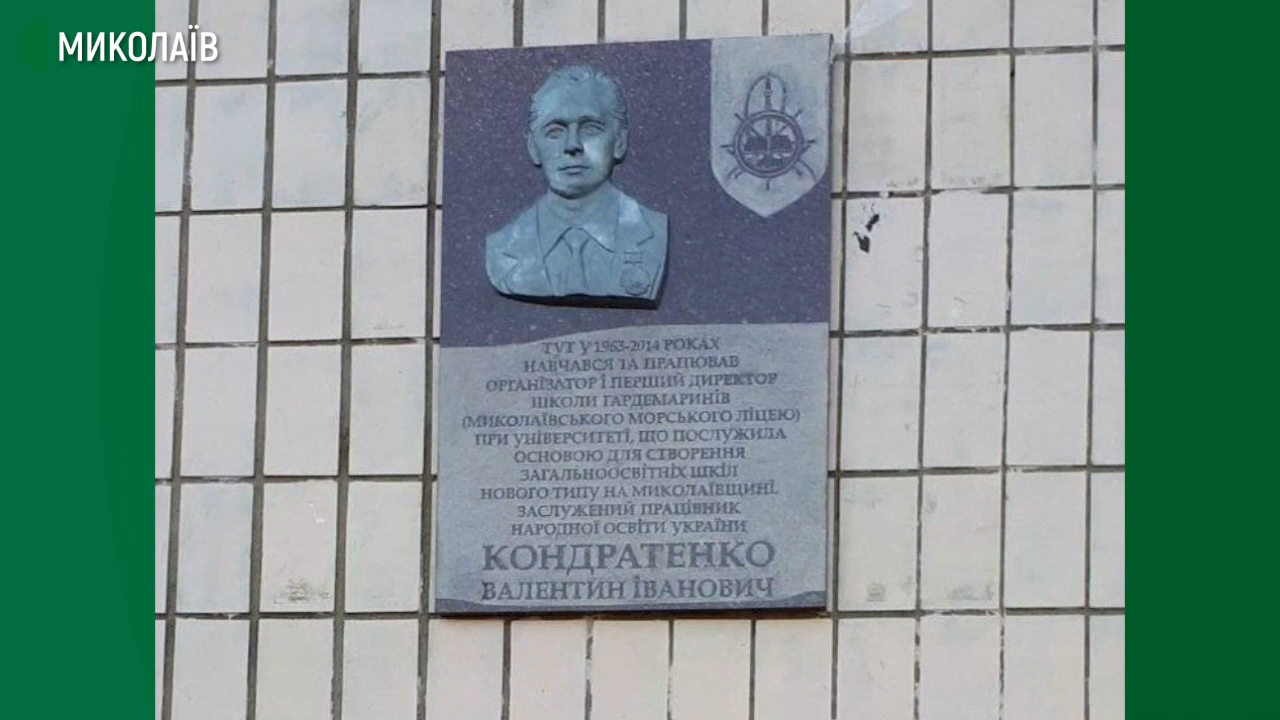 МИКОЛАЇВ
ТУТ У 1963-2014 РОКАХ
НАВЧАВСЯ ТА ПРАЦЮВАВ
ОРГАНІЗАТОР І ПЕРШИЙ ДИРЕКТОР
ШКОЛИ ГАРДЕМАРИНІВ
(МИКОЛАЇВСЬКОГО МОРСЬКОГО ЛІЦЕЮ)
ПРИ УНІВЕРСИТЕТІ, ЩО ПОСЛУЖИЛА
ОСНОВОЮ ДЛЯ СТВОРЕННЯ
ЗАГАЛЬНООСВІТНІХ ШКІЛ
НОВОГО ТИПУ НА МИКОЛАЇВЩИНІ.
ЗАСЛУЖЕНИЙ ПРАЦІВНИК
НАРОДНОЇ ОСВІТИ УКРАЇНИ
КОНДРАТЕНКО
ВАЛЕНТИН ІВАНОВИЧ